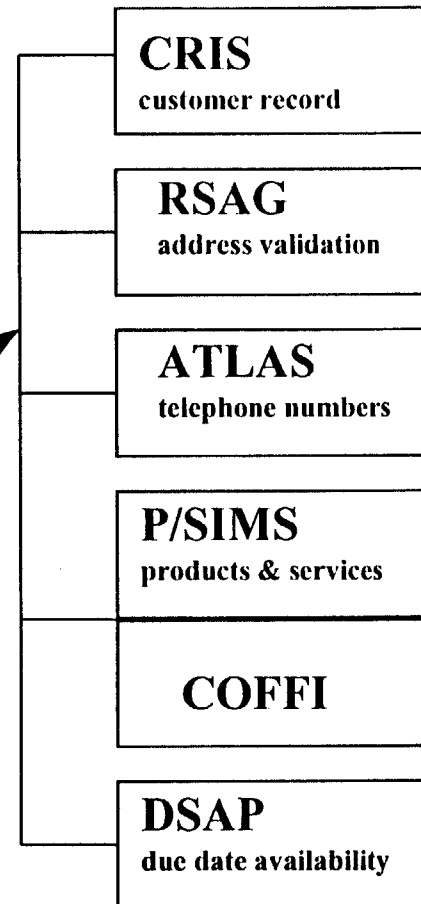 CRIS
customer record
RSAG
address validation
ATLAS
telephone numbers
P/SIMS
products & services
COFFI
DSAP
due date availability